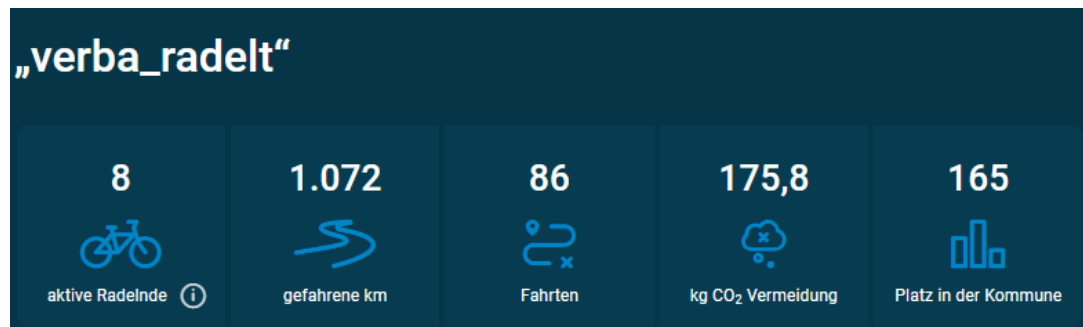 „verba_radelt“
8
1.072
86
175,8
165
aktive Radelnde
gefahrene km
Fahrten
kg CO₂ Vermeidung
Platz in der Kommune